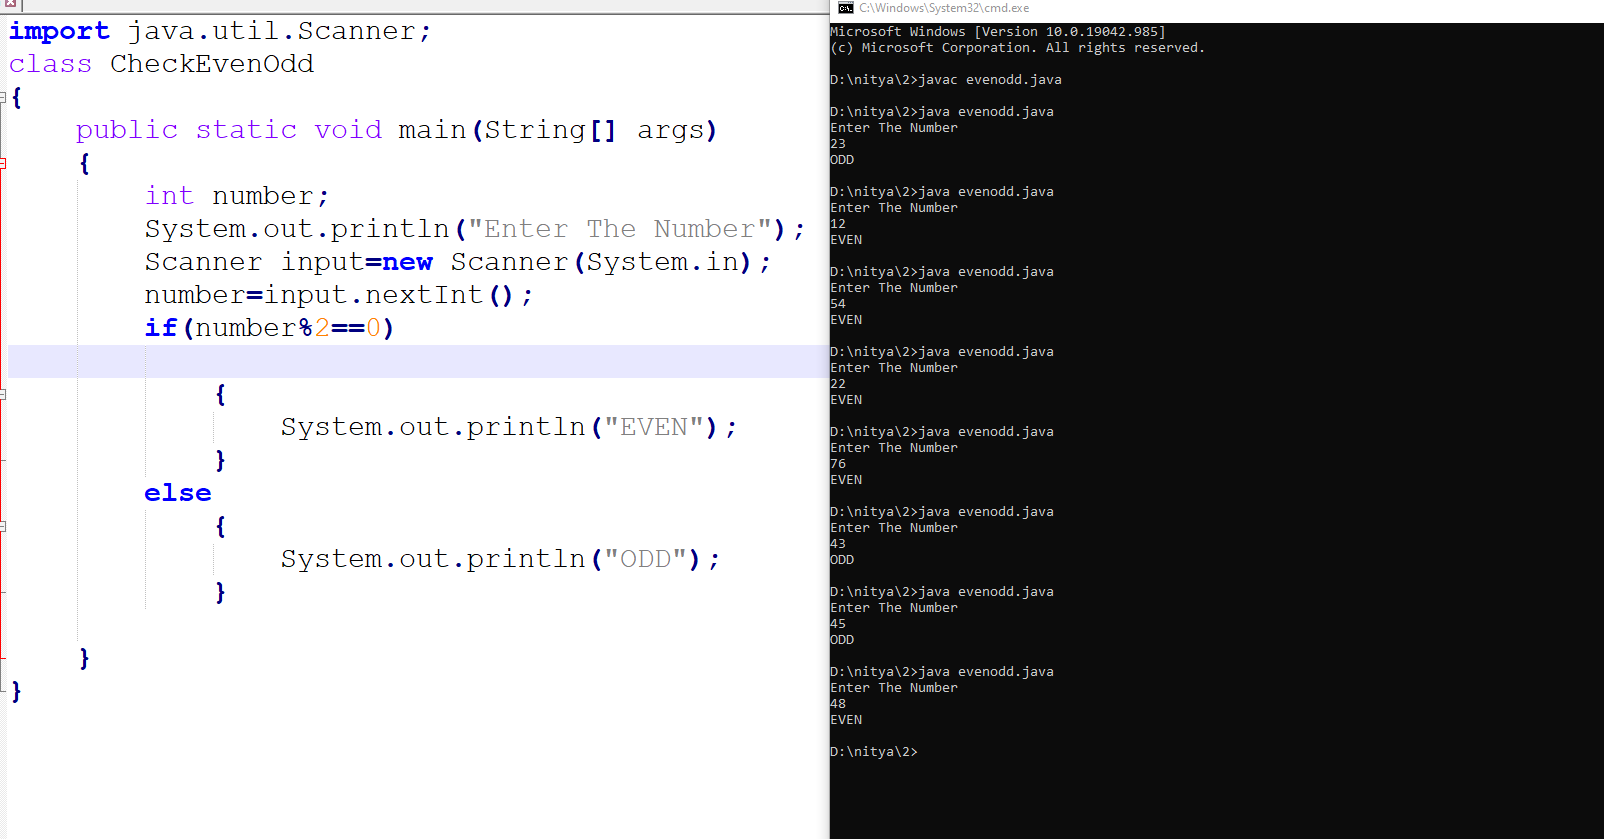 import java.util.Scanner;
class CheckEvenOdd
{
public static void main(String[] args)
{
int number;
System.out.println("Enter The Number");
Scanner input=new Scanner(System.in);
number=input.nextInt();
if(number%2==0)
{
System.out.println("EVEN");
}
else
{
System.out.println("ODD");
}
}
}
C:\Windows\System32\cmd.exe
Microsoft Windows [Version 10.0.19042.985]
(c) Microsoft Corporation. All rights reserved.
D:\nitya\2>javac evenodd.java
D:\nitya\2>java evenodd.java
Enter The Number
23
ODD
D:\nitya\2>java evenodd.java
Enter The Number
12
EVEN
D:\nitya\2>java evenodd.java
Enter The Number
54
EVEN
D:\nitya\2>java evenodd.java
Enter The Number
22
EVEN
D:\nitya\2>java evenodd.java
Enter The Number
76
EVEN
D:\nitya\2>java evenodd.java
Enter The Number
43
ODD
D:\nitya\2>java evenodd.java
Enter The Number
45
ODD
D:\nitya\2>java evenodd.java
Enter The Number
48
EVEN
D:\nitya\2>